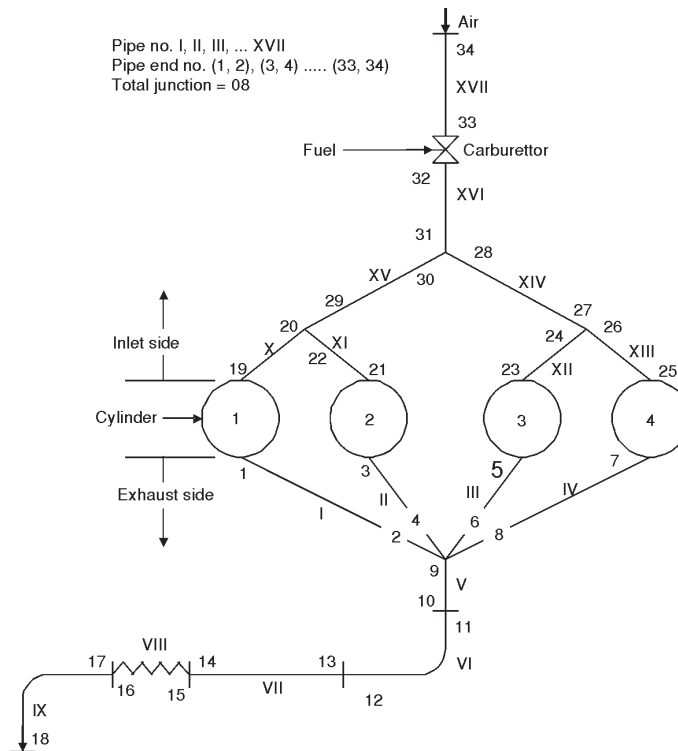 Air
34
Pipe no. I, II, III, ... XVII
Pipe end no. (1, 2), (3, 4) ..... (33, 34)
Total junction = 08
XVII
33
Fuel
Carburettor
32
XVI
31
28
XV
30
XIV
29
27
20
26
XI
24
Inlet side
X
22
XIII
19
21
23
XII
25
Cylinder
1
2
3
4
1
3
5
7
Exhaust side
II
III
IV
I
4
6
2
8
9
V
10
11
VIII
17
14
13
VI
16
15
VII
12
IX
18